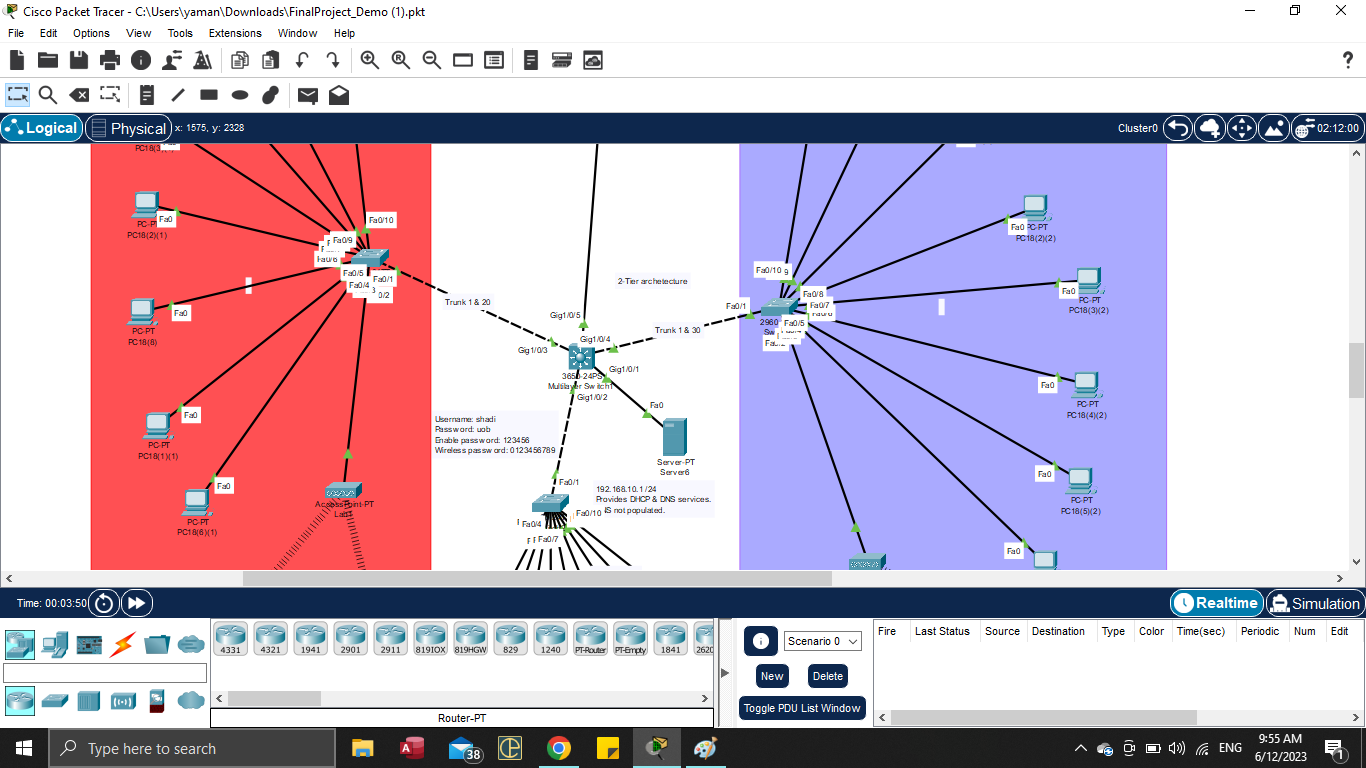 Cisco Packet Tracer - C:\Users\yaman\Downloads\FinalProject_Demo (1).pkt
File Edit Options View Tools Extensions Window Help
Logical
Physical
x: 1575, y: 2328
Cluster0
02:12:00
PC18(3)(1)
Fa0
PC-PT
PC18(2)(1)
Fa0
PC-PT
PC18(8)
Fa0
PC-PT
PC18(1)(1)
Fa0
PC-PT
PC18(6)(1)
Fa0/10
Fa0/9
Fa0/6
Fa0/5
Fa0/4
Fa0/1
AccessPoint-PT
Trunk 1 & 20
2-Tier archetecture
Gig1/0/5
Gig1/0/4
Gig1/0/3
Gig1/0/1
3650-24PS
Multilayer Switch1
Gig1/0/2
Trunk 1 & 30
Fa0/1
Username: shadi
Password: uob
Enable password: 123456
Wireless password: 0123456789
Fa0
Server-PT
Server6
192.168.10.1/24
Provides DHCP & DNS services.
IS not populated.
Fa0/1
Fa0/10
Fa0/4
Fa0/7
Fa0/10
Fa0/8
Fa0/7
Fa0/6
Fa0/5
Fa0/2
2960
Fa0
PC-PT
PC18(2)(2)
Fa0
PC-PT
PC18(3)(2)
Fa0
PC-PT
PC18(4)(2)
Fa0
PC-PT
PC18(5)(2)
Fa0
Time: 00:03:50
Realtime
Simulation
4331 4321 1941 2901 2911 819IOX 819HGW 829 1240 PT-Router PT-Empty 1841 2620
Router-PT
Scenario 0
New
Delete
Toggle PDU List Window
Fire Last Status Source Destination Type Color Time(sec) Periodic Num Edit
Type here to search
38
ENG
9:55 AM
6/12/2023
1